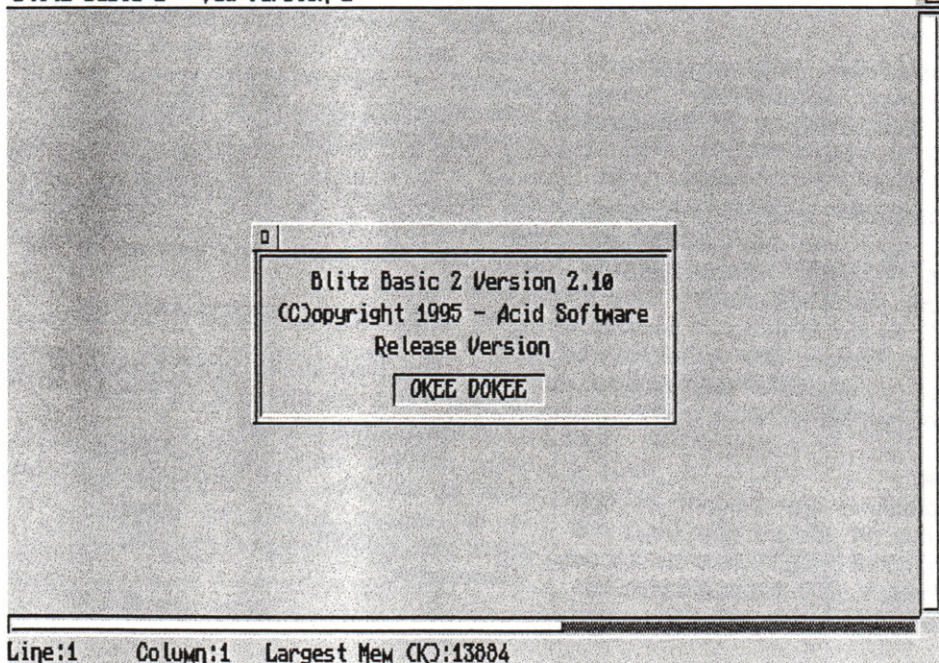 Blitz Basic 2 Version 2.10
(C)opyright 1995 - Acid Software
Release Version
OKEE DOKEE
Line:1 Column:1 Largest Mem (K):13884